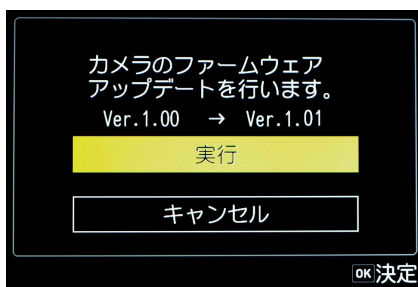 カメラのファームウェア
アップデートを行います。
Ver.1.00 → Ver.1.01
実行
キャンセル
OK決定